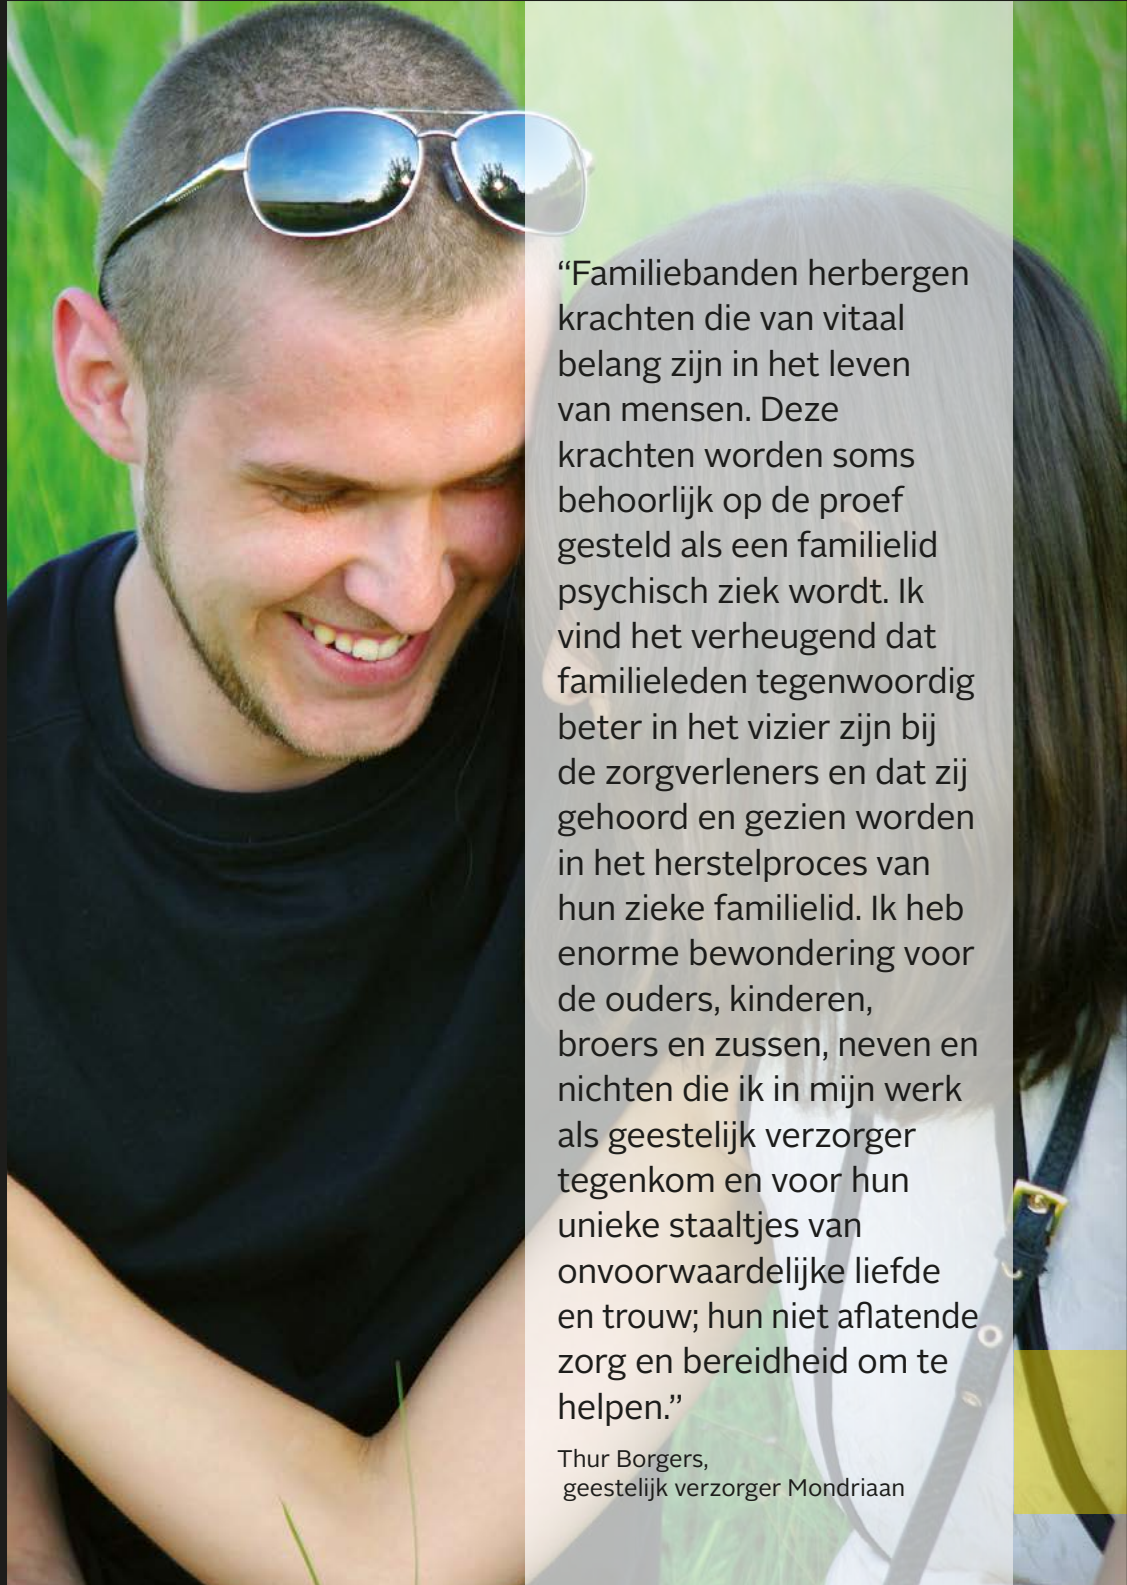 “Familiebanden herbergen
krachten die van vitaal
belang zijn in het leven
van mensen. Deze
krachten worden soms
behoorlijk op de proef
gesteld als een familielid
psychisch ziek wordt. Ik
vind het verheugend dat
familieleden tegenwoordig
beter in het vizier zijn bij
de zorgverleners en dat zij
gehoord en gezien worden
in het herstelproces van
hun zieke familielid. Ik heb
enorme bewondering voor
de ouders, kinderen,
broers en zussen, neven en
nichten die ik in mijn werk
als geestelijk verzorger
tegenkom en voor hun
unieke staaltjes van
onvoorwaardelijke liefde
en trouw; hun niet aflatende
zorg en bereidheid om te
helpen.”
Thur Borgers,
geestelijk verzorger Mondriaan